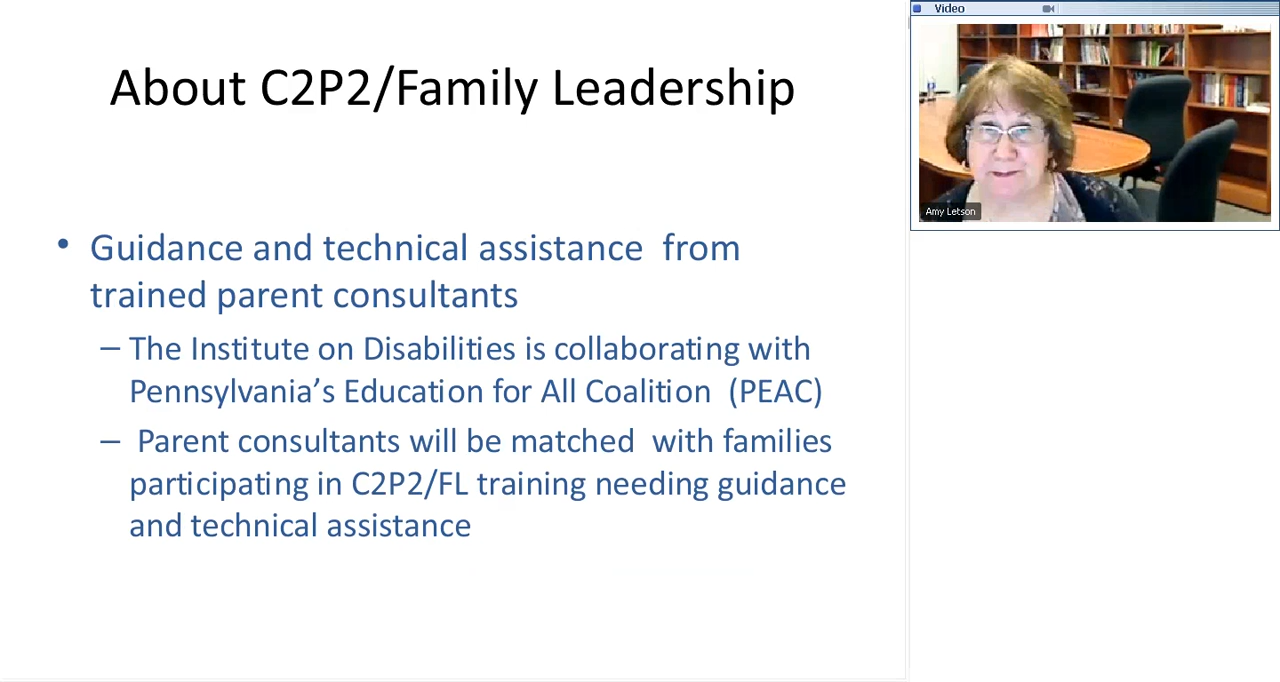 About C2P2/Family Leadership
• Guidance and technical assistance  from
trained parent consultants
– The Institute on Disabilities is collaborating with
Pennsylvania’s Education for All Coalition  (PEAC)
–  Parent consultants will be matched  with families
participating in C2P2/FL training needing guidance
and technical assistance
Video
Amy Letson